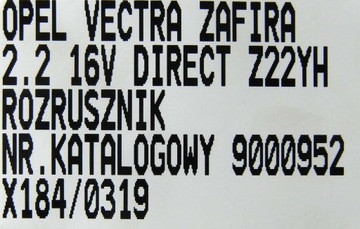 OPEL VECTRA ZAFIRA
2.2 16V DIRECT Z22YH
ROZRUSZNIK
NR.KATALOGOWY 9000952
X184/0319